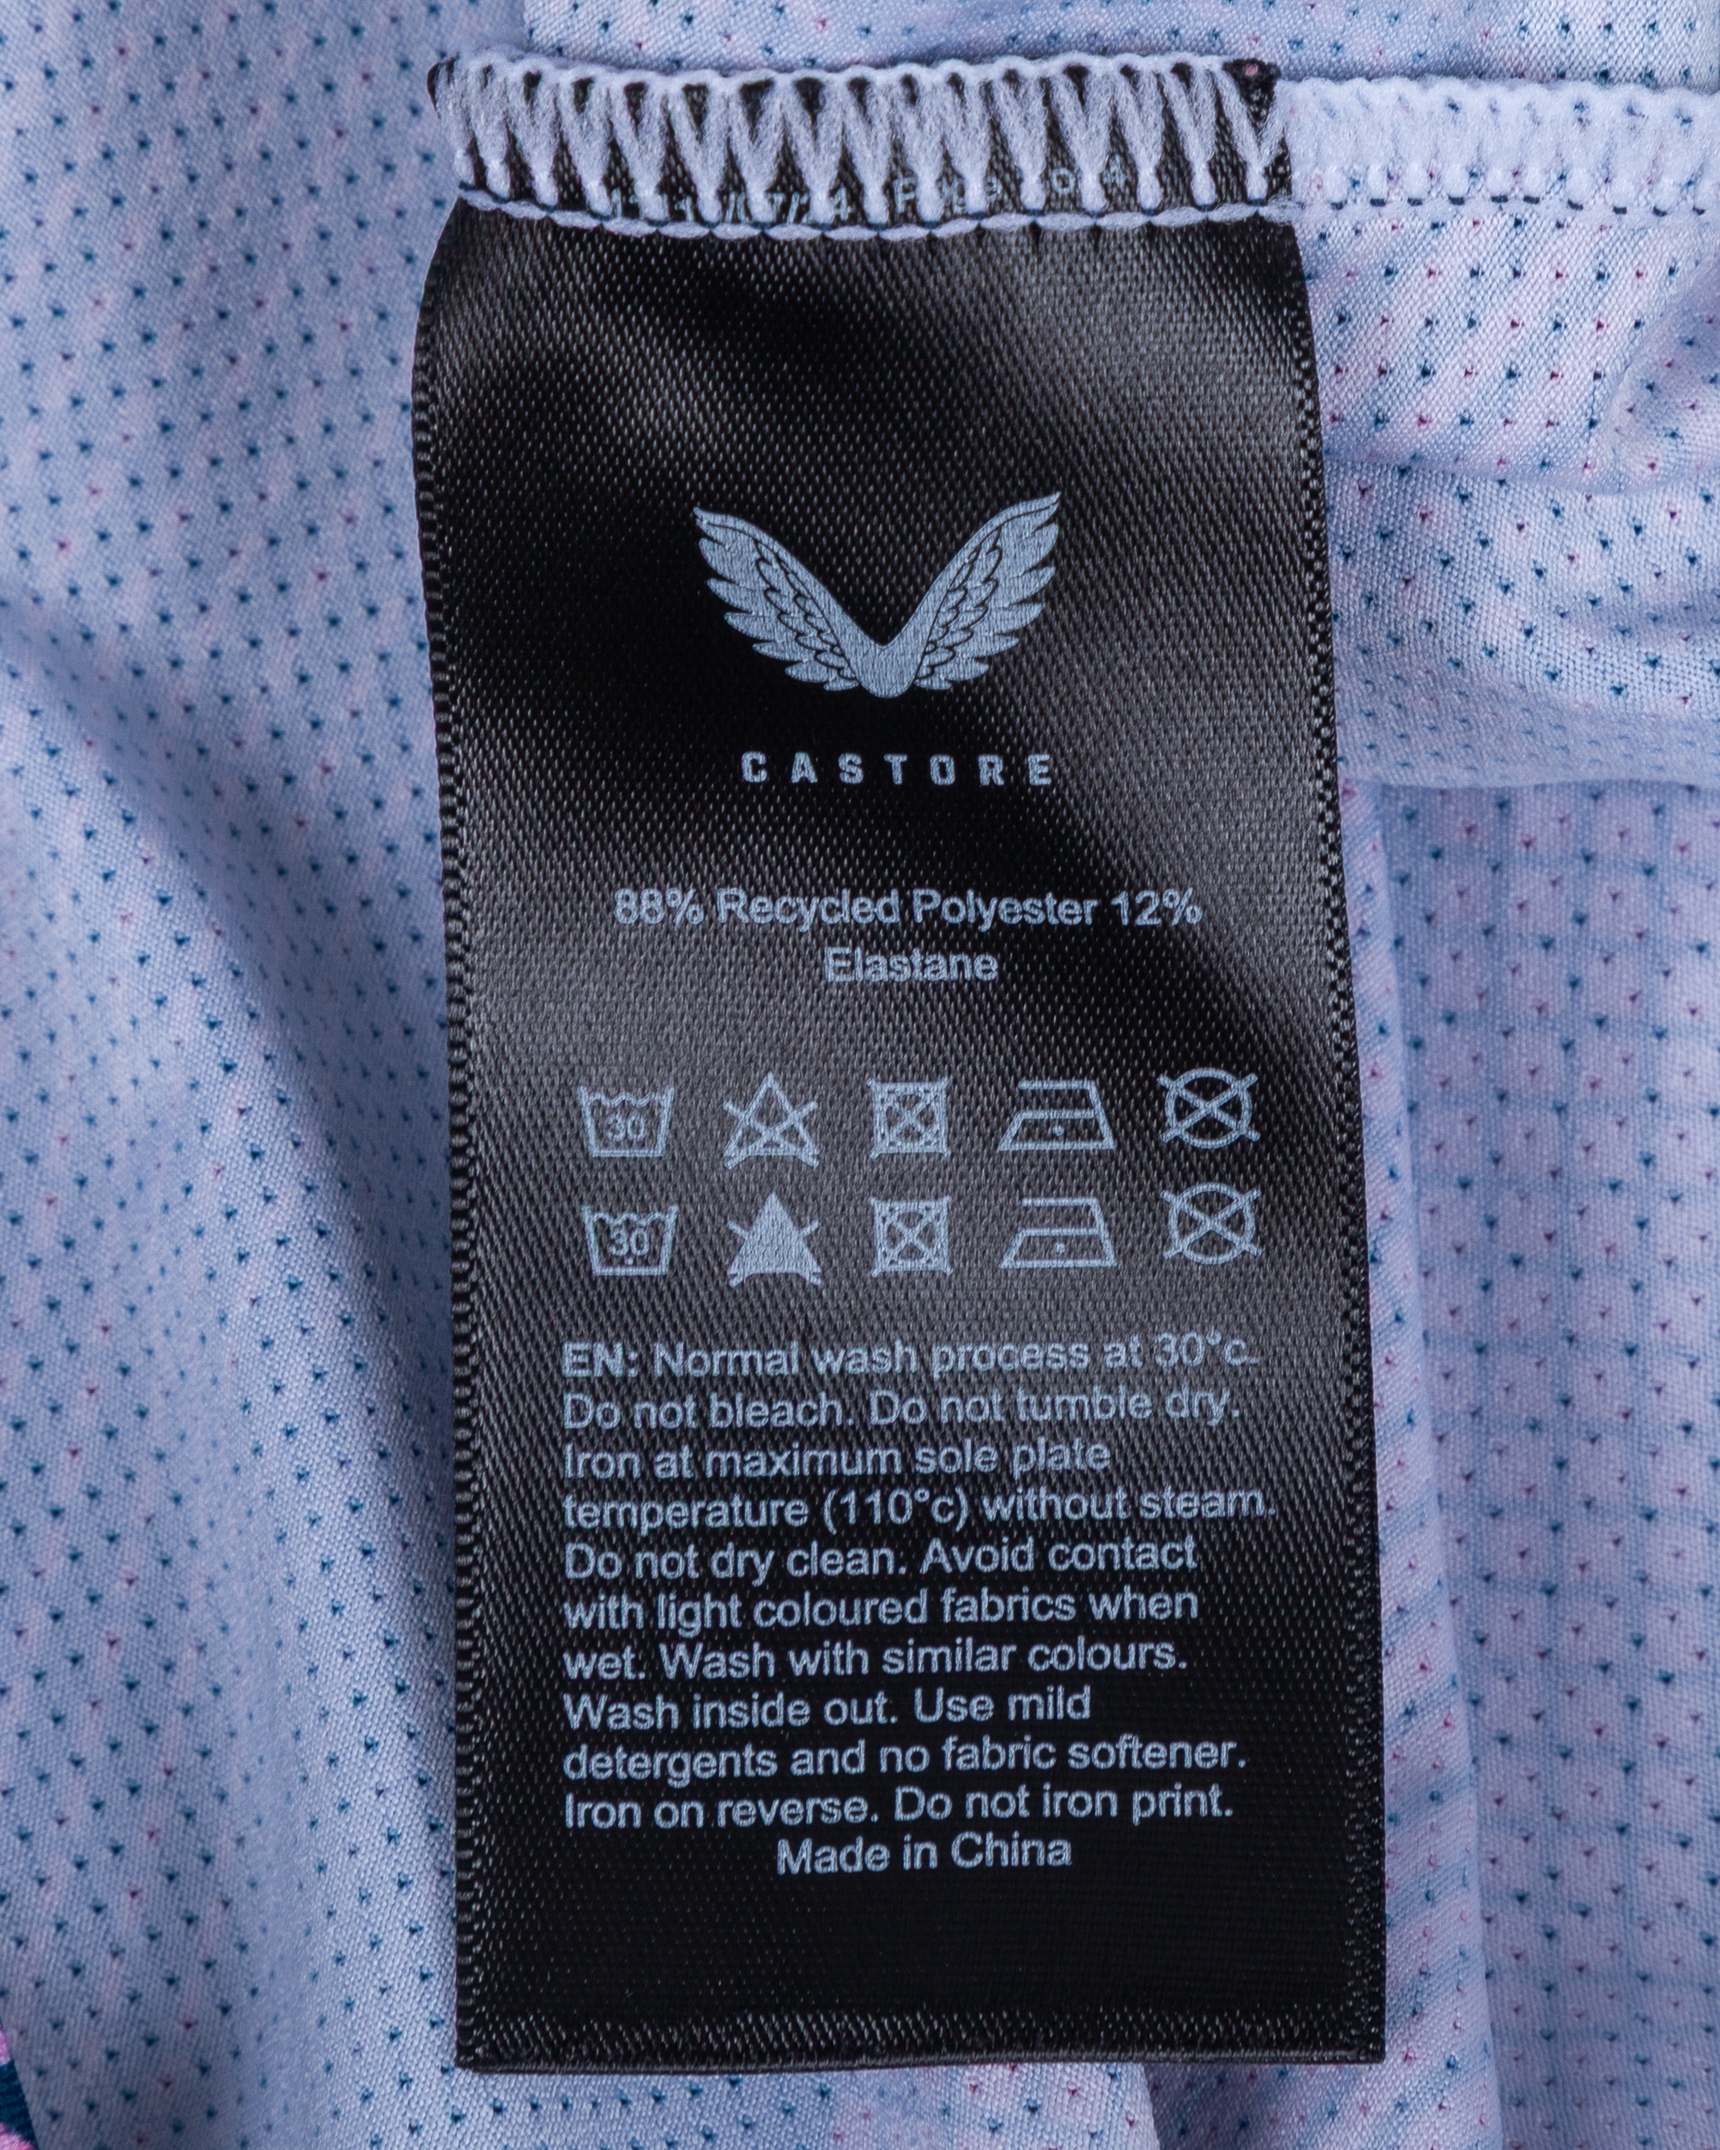 CASTORE
88% Recycled Polyester 12%
Elastane
30
30
EN: Normal wash process at 30°c.
Do not bleach. Do not tumble dry.
Iron at maximum sole plate
temperature (110°c) without steam.
Do not dry clean. Avoid contact
with light coloured fabrics when
wet. Wash with similar colours.
Wash inside out. Use mild
detergents and no fabric softener.
Iron on reverse. Do not iron print.
Made in China